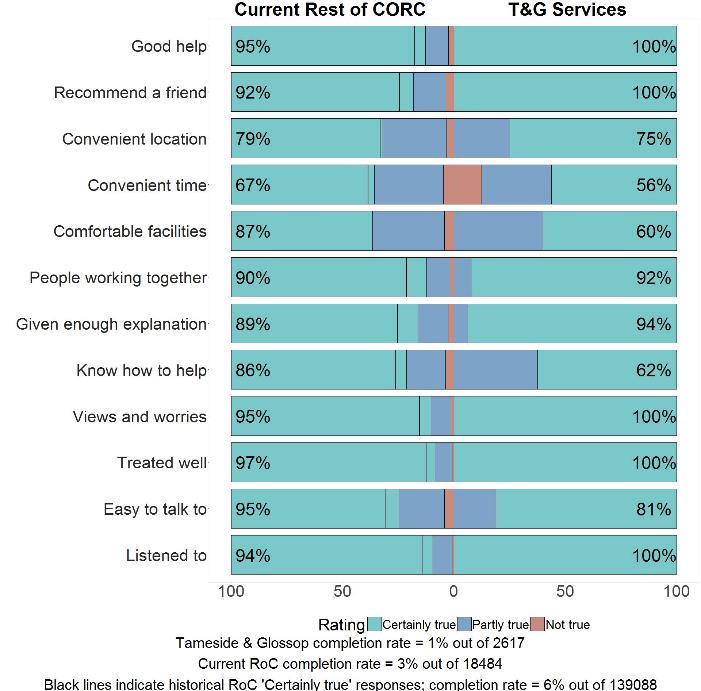 Current Rest of CORC T&G Services
Good help 95% 100%
Recommend a friend 92% 100%
Convenient location 79% 75%
Convenient time 67% 56%
Comfortable facilities 87% 60%
People working together 90% 92%
Given enough explanation 89% 94%
Know how to help 86% 62%
Views and worries 95% 100%
Treated well 97% 100%
Easy to talk to 95% 81%
Listened to 94% 100%
100 50 0 50 100
Rating Certainly true Partly true Not true
Tameside & Glossop completion rate = 1% out of 2617
Current RoC completion rate = 3% out of 18484
Black lines indicate historical RoC 'Certainly true' responses; completion rate = 6% out of 139088